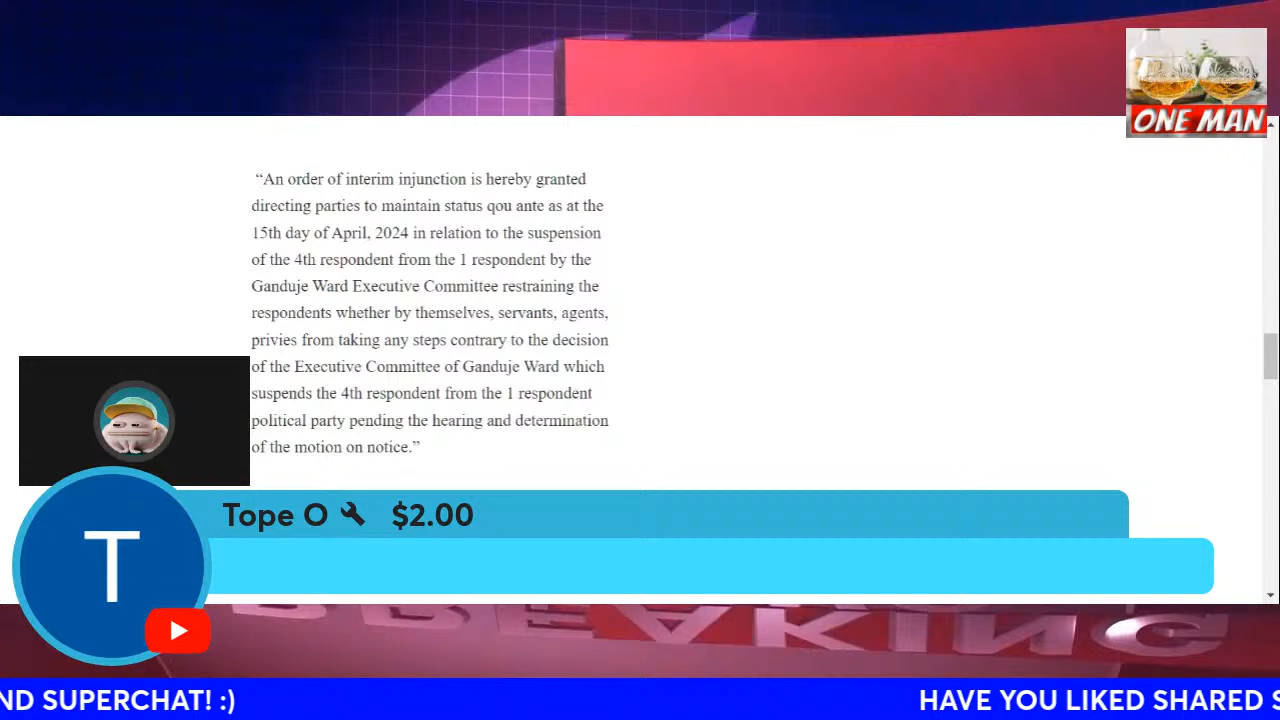 ONE MAN
“An order of interim injunction is hereby granted
directing parties to maintain status qou ante as at the
15th day of April, 2024 in relation to the suspension
of the 4th respondent from the 1 respondent by the
Ganduje Ward Executive Committee restraining the
respondents whether by themselves, servants, agents,
privies from taking any steps contrary to the decision
of the Executive Committee of Ganduje Ward which
suspends the 4th respondent from the 1 respondent
political party pending the hearing and determination
of the motion on notice.”
Tope O $2.00
T
ND SUPERCHAT! :) HAVE YOU LIKED SHARED S